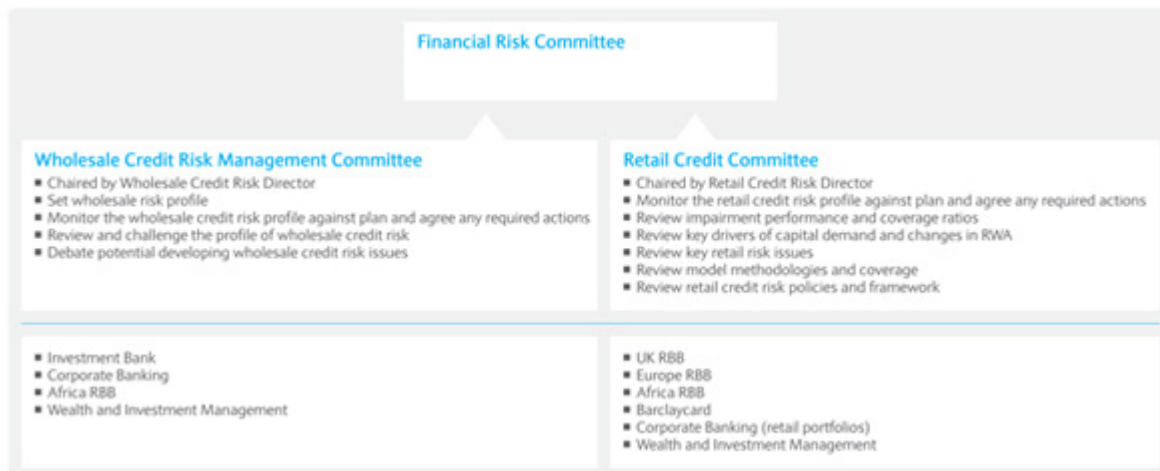 Financial Risk Committee
Wholesale Credit Risk Management Committee
■ Chaired by Wholesale Credit Risk Director
■ Set wholesale risk profile
■ Monitor the wholesale credit risk profile against plan and agree any required actions
■ Review and challenge the profile of wholesale credit risk
■ Debate potential developing wholesale credit risk issues
Retail Credit Committee
■ Chaired by Retail Credit Risk Director
■ Monitor the retail credit risk profile against plan and agree any required actions
■ Review impairment performance and coverage ratios
■ Review key drivers of capital demand and changes in RWA
■ Review key retail risk issues
■ Review model methodologies and coverage
■ Review retail credit risk policies and framework
■ Investment Bank
■ Corporate Banking
■ Africa RBB
■ Wealth and Investment Management
■ UK RBB
■ Europe RBB
■ Africa RBB
■ Barclaycard
■ Corporate Banking (retail portfolios)
■ Wealth and Investment Management